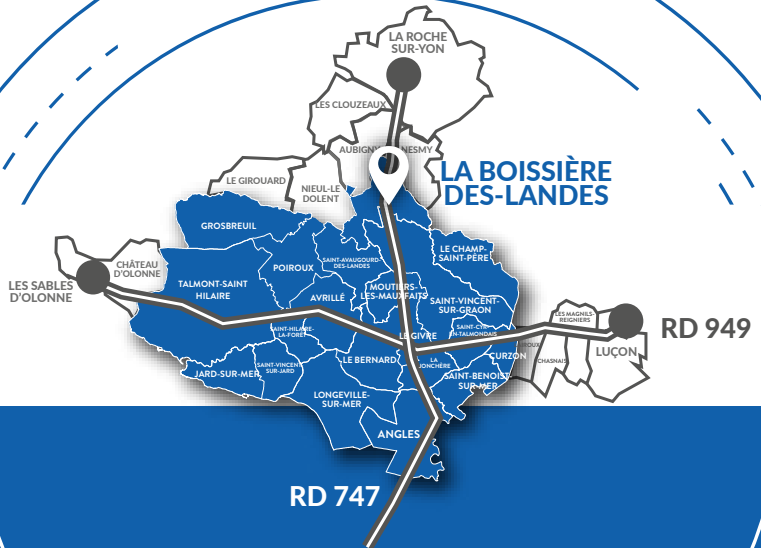 LA ROCHE
SUR-YON
LES CLOUZEAUX
AUBIGNY
NESMY
LA BOISSIÈRE
DES-LANDES
LE GIROUARD
NIEUL-LE
DOLENT
GROSBREUIL
LE CHAMP-
SAINT-PÈRE
CHÂTEAU
D'OLONNE
LES SABLES
D'OLONNE
TALMONT-SAINT
HILAIRE
POIROUX
SAINT-AVAUGOURD
DES-LANDES
AVRILLÉ
MOUTIERS-
LES-MAUXFAITS
SAINT-VINCENT-
SUR-GRAON
SAINT-HILAIRE-
LA-FORÊT
LE GIVRE
SAINT-CYR-
EN-TALMONDAIS
LES MAGNILS-
REIGNIERS
RD 949
LUÇON
CHASNAIS
CURZON
LA
JONCHÈRE
LE BERNARD
SAINT-BENOIST-
SUR-MER
JARD-SUR-MER
SAINT-VINCENT
SUR-JARD
LONGEVILLE-
SUR-MER
ANGLES
RD 747